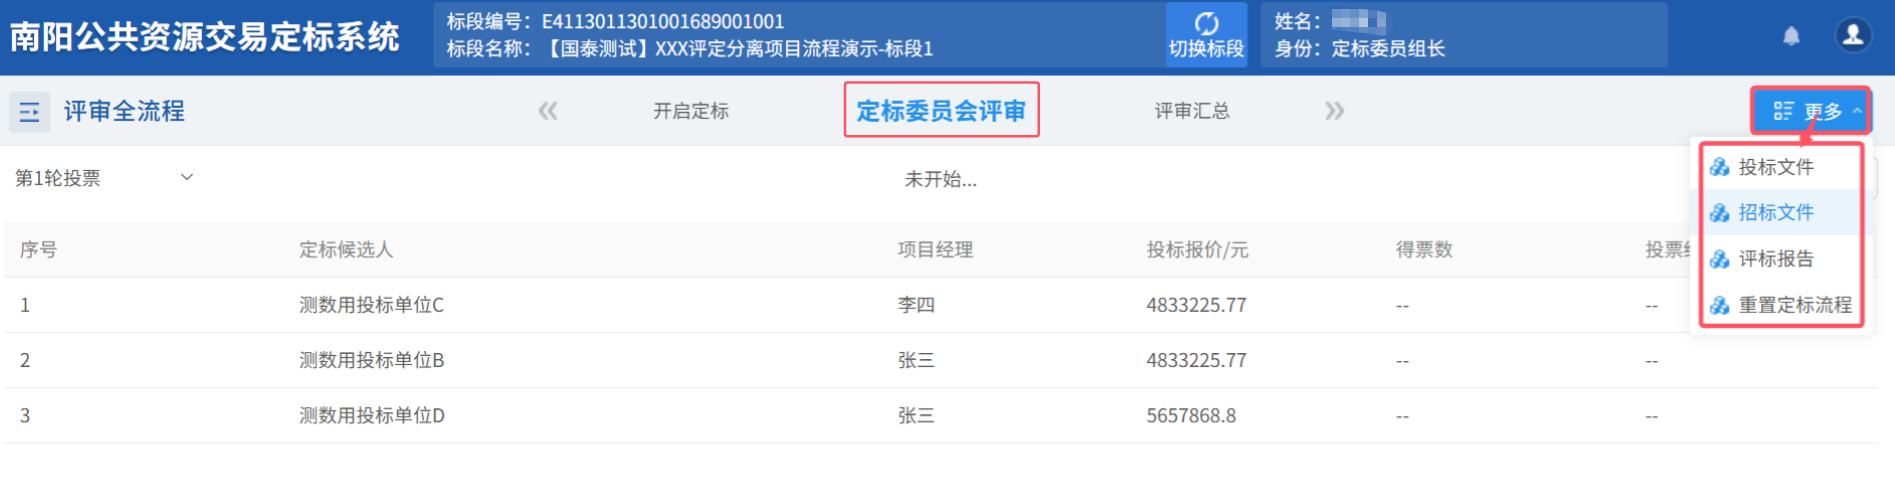 南阳公共资源交易定标系统
标段编号：E4113011301001689001001
标段名称：【国泰测试】XXX评定分离项目流程演示-标段1
切换标段
姓名：
身份：定标委员组长
评审全流程
开启定标
定标委员会评审
评审汇总
更多
第1轮投票
未开始...
投标文件
招标文件
评标报告
重置定标流程
序号 定标候选人 项目经理 投标报价/元 得票数 投票
1 测数用投标单位C 李四 4833225.77 -- --
2 测数用投标单位B 张三 4833225.77 -- --
3 测数用投标单位D 张三 5657868.8 -- --